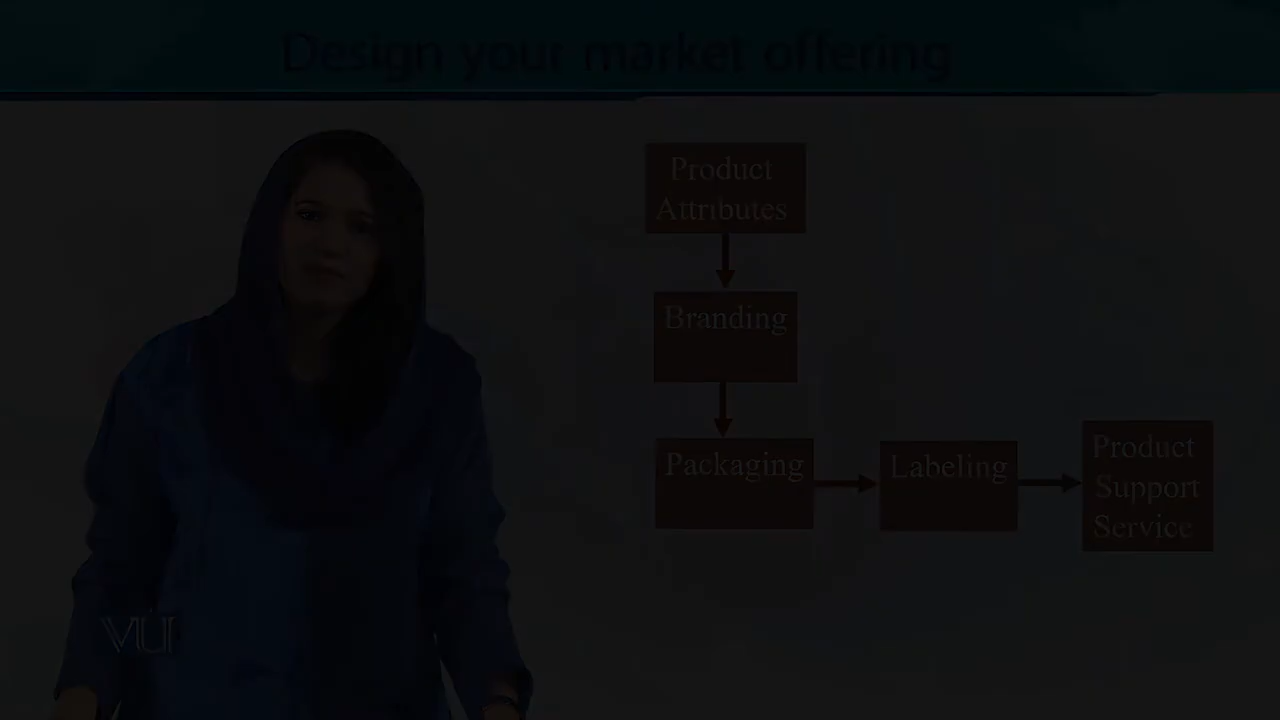 Design your market offering
Product
Attributes
Branding
Packaging
Labeling
Product
Support
Service
VU